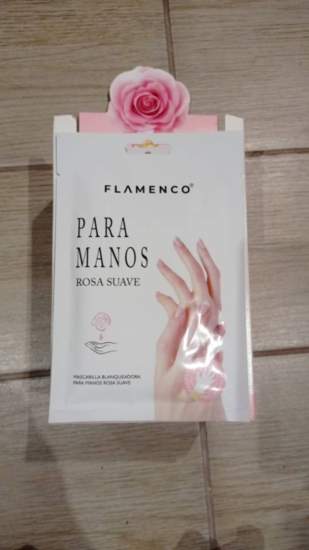 FLAMENCO®
PARA
MANOS
ROSA SUAVE
MASCARILLA BLANQUEADORA
PARA MANOS ROSA SUAVE